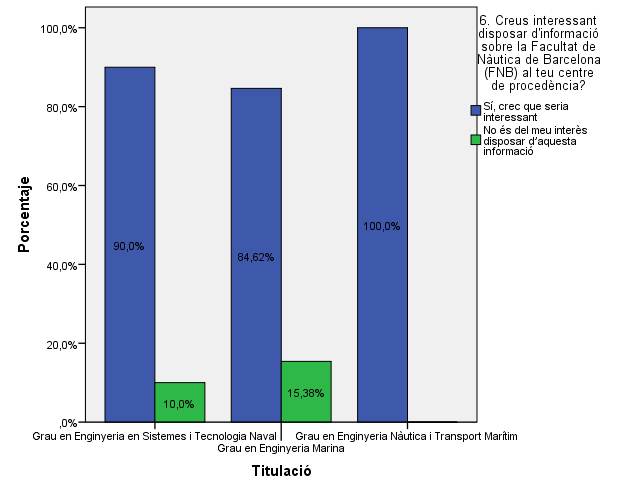 6. Creus interessant
disposar d'informació
sobre la Facultat de
Nàutica de Barcelona
(FNB) al teu centre
de procedència?
Sí, crec que seria
interessant
No és del meu interès
disposar d'aquesta
informació
Porcentaje
100,0%
80,0%
60,0%
40,0%
20,0%
,0%
90,0%
10,0%
84,62%
15,38%
100,0%
Grau en Enginyeria en Sistemes i Tecnologia Naval
Grau en Enginyeria Marina
Grau en Enginyeria Nàutica i Transport Marítim
Titulació